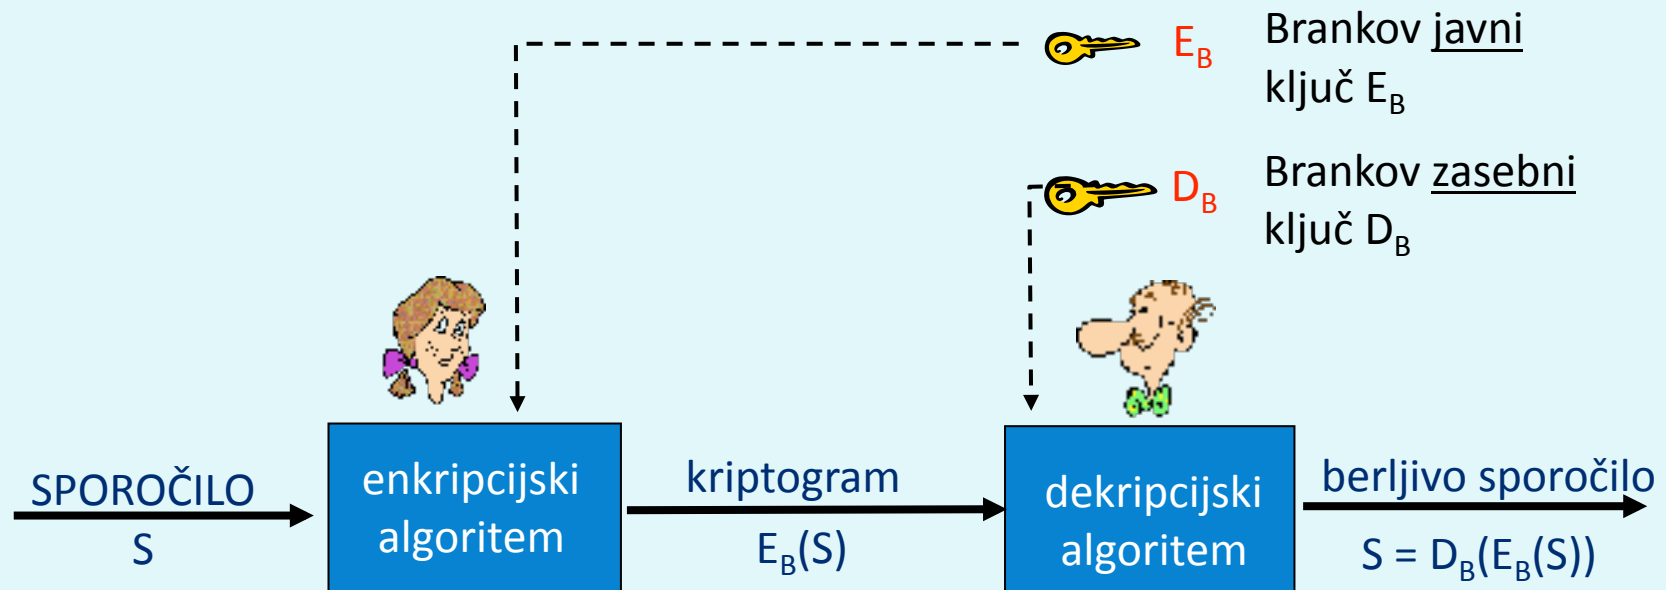 E_B
Brankov javni
ključ E_B
D_B
Brankov zasebni
ključ D_B
SPOROČILO
S
enkripcijski
algoritem
kriptogram
E_B(S)
dekripcijski
algoritem
berljivo sporočilo
S = D_B(E_B(S))